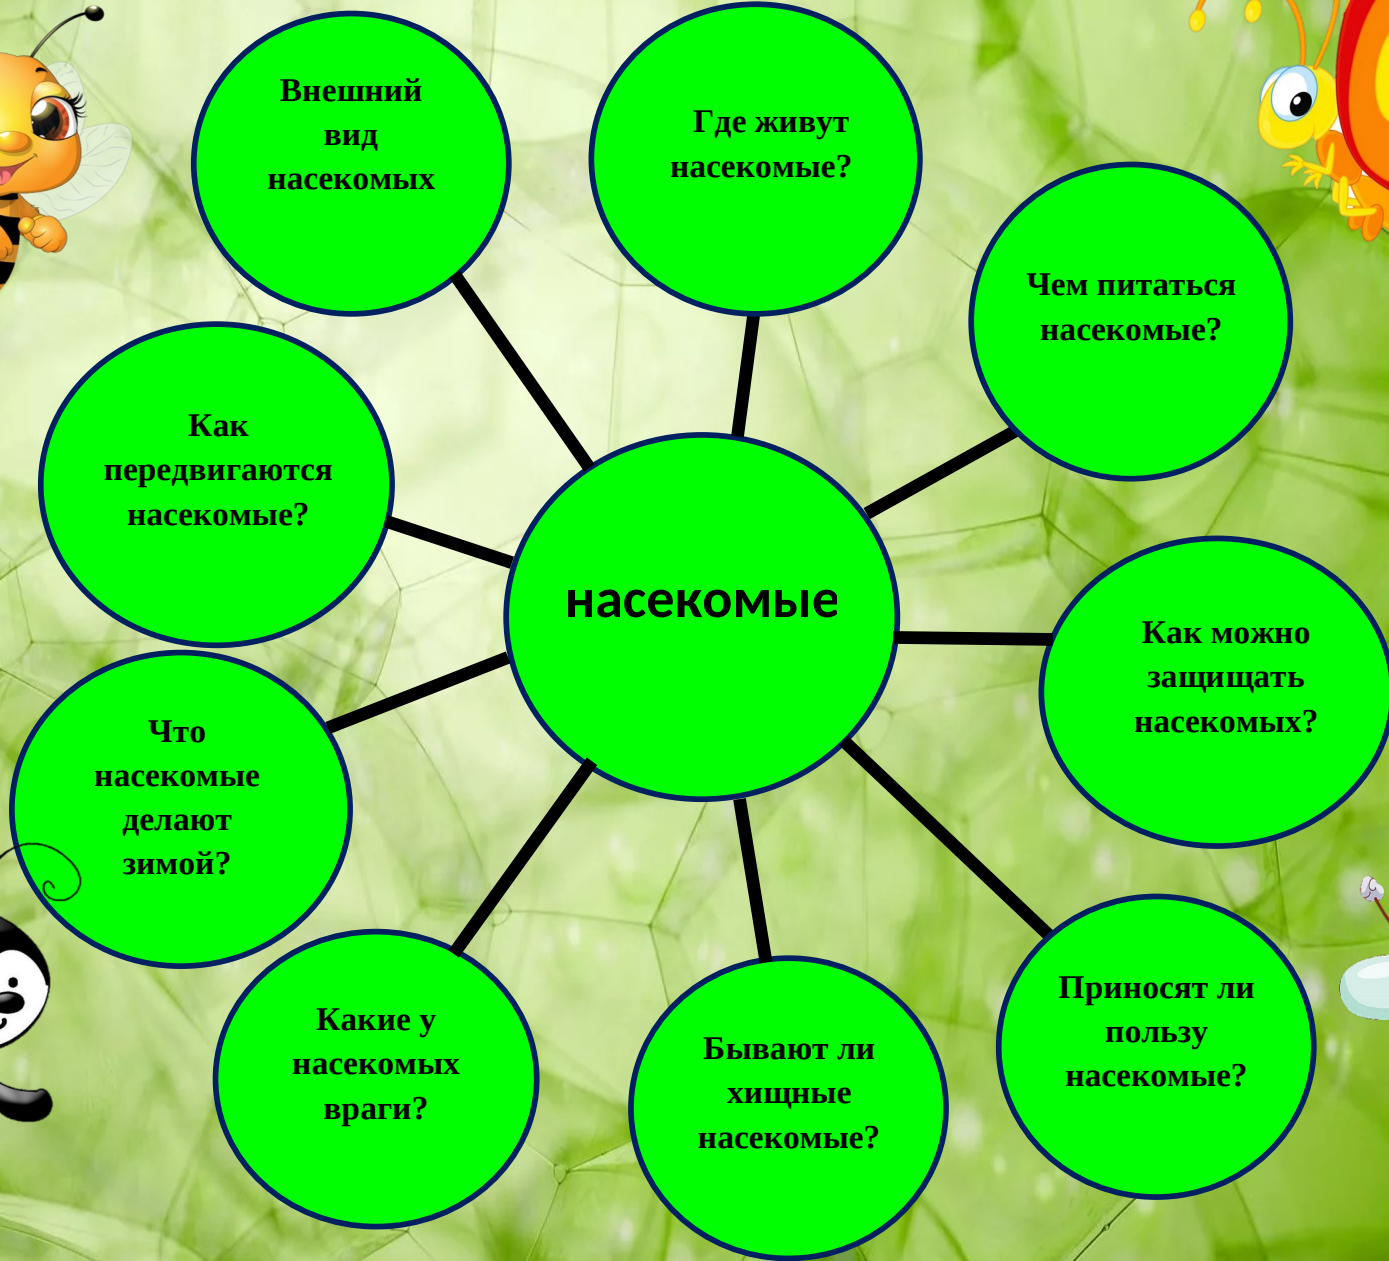 Внешний
вид
насекомых
Где живут
насекомые?
Чем питаться
насекомые?
Как
передвигаются
насекомые?
насекомые
Как можно
защищать
насекомых?
Что
насекомые
делают
зимой?
Приносят ли
пользу
насекомые?
Какие у
насекомых
враги?
Бывают ли
хищные
насекомые?